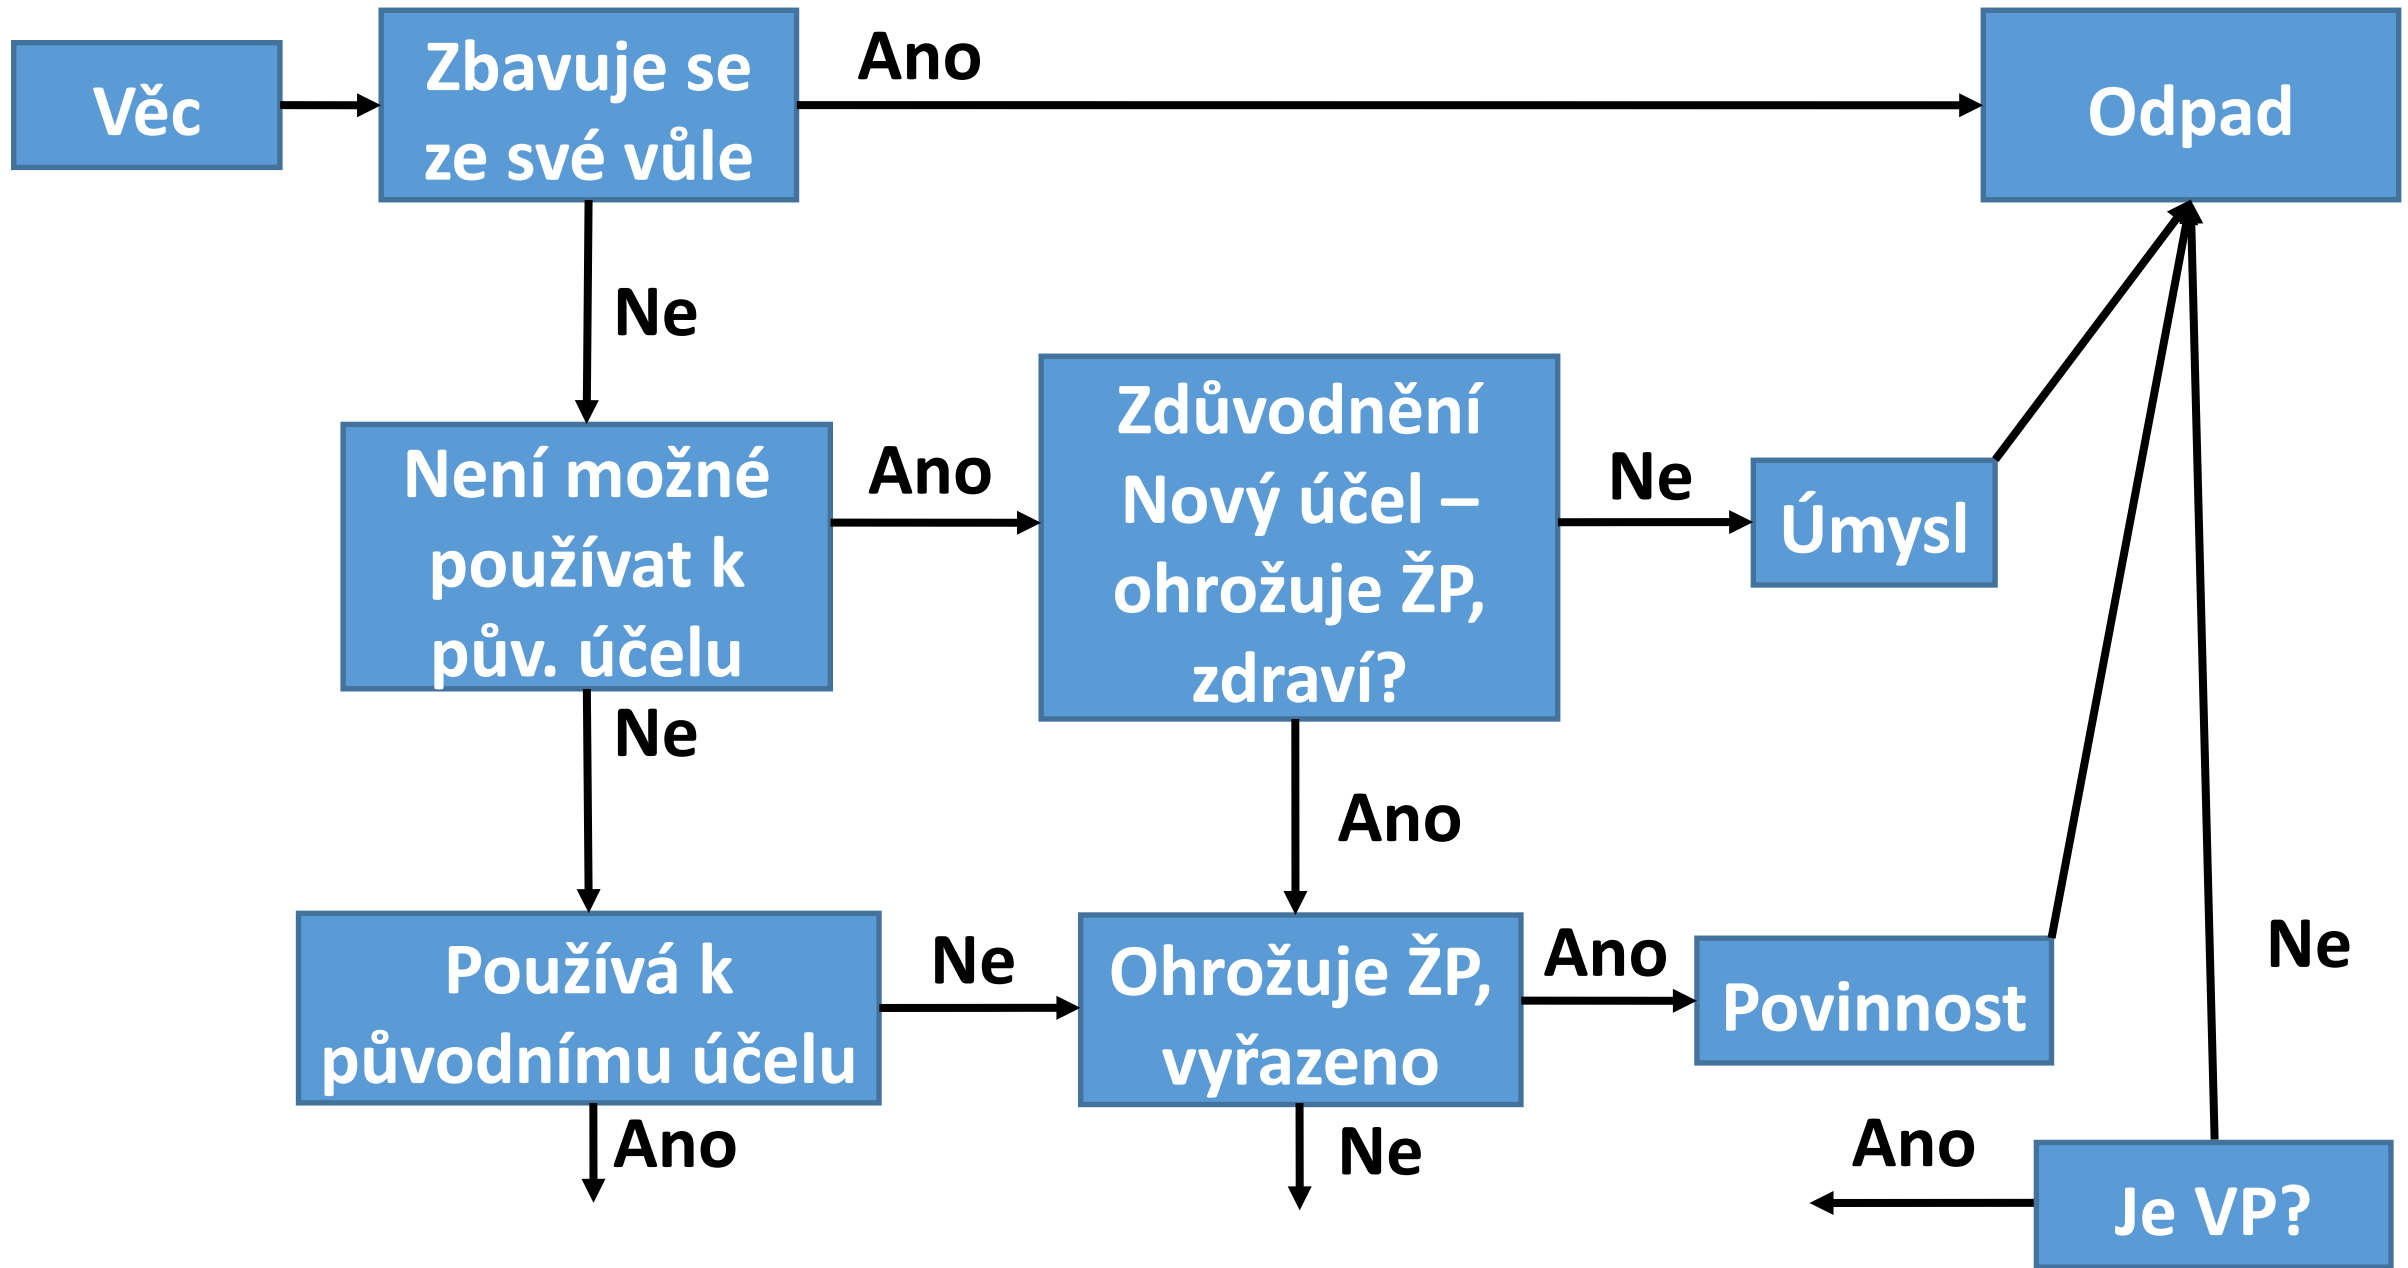 Věc
Zbavuje se
ze své vůle
Ano
Odpad
Ne
Není možné
používat k
pův. účelu
Ano
Zdůvodnění
Nový účel –
ohrožuje ŽP,
zdraví?
Ne
Úmysl
Ne
Ano
Používá k
původnímu účelu
Ne
Ohrožuje ŽP,
vyřazeno
Ano
Povinnost
Ne
Ano
Ne
Ano
Je VP?